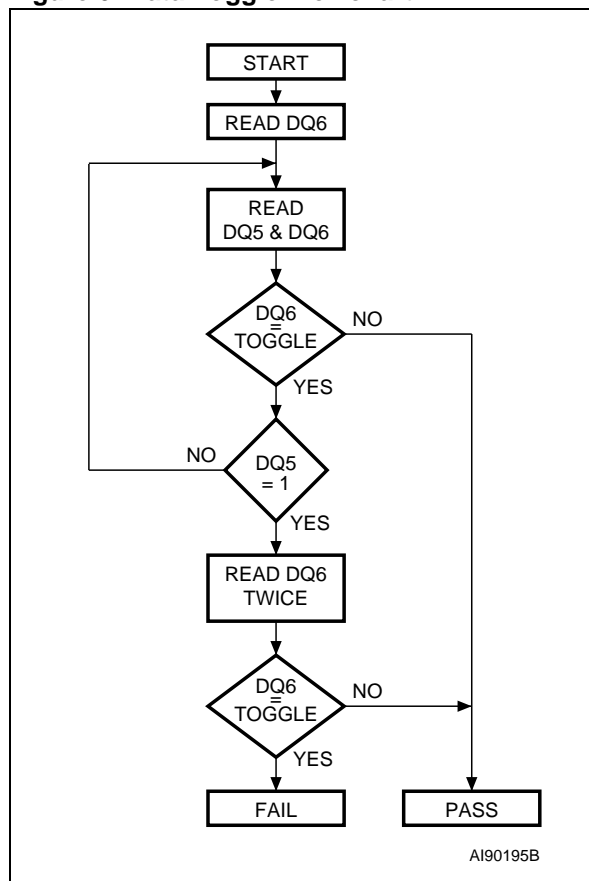 START
READ DQ6
READ
DQ5 & DQ6
DQ6
=
TOGGLE
NO
YES
NO
DQ5
= 1
YES
READ DQ6
TWICE
DQ6
=
TOGGLE
NO
YES
FAIL
PASS
AI90195B